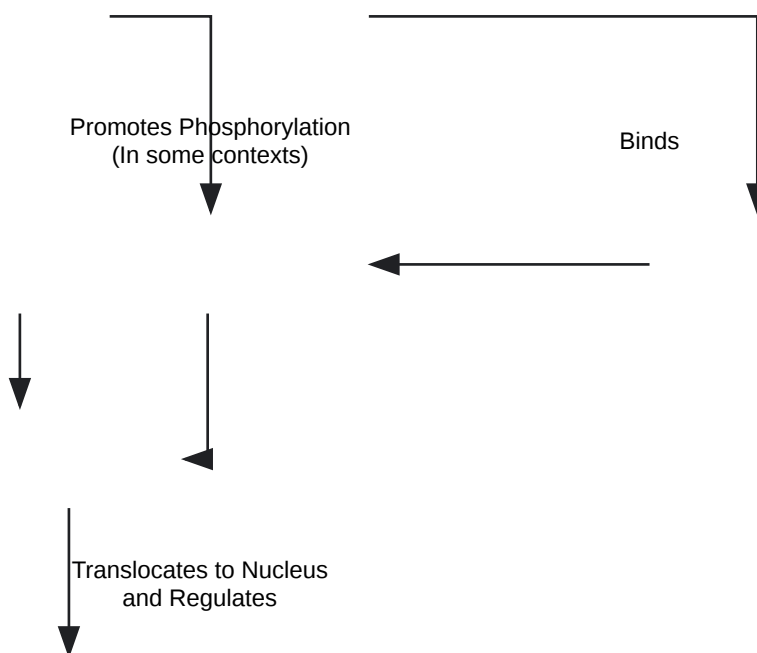 Promotes Phosphorylation
(In some contexts)
Binds
Translocates to Nucleus
and Regulates